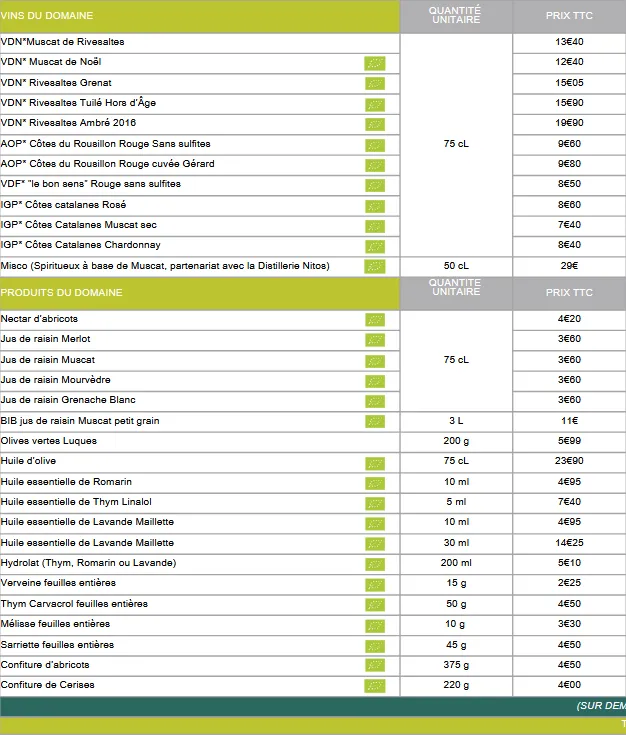 VINS DU DOMAINE QUANTITÉ UNITAIRE PRIX TTC
VDN*Muscat de Rivesaltes 13€40
VDN* Muscat de Noël 12€40
VDN* Rivesaltes Grenat 15€05
VDN* Rivesaltes Tuilé Hors d'Âge 15€90
VDN* Rivesaltes Ambré 2016 19€90
AOP* Côtes du Rousillon Rouge Sans sulfites 75 cL 9€60
AOP* Côtes du Rousillon Rouge cuvée Gérard 9€80
VDF* "le bon sens" Rouge sans sulfites 8€50
IGP* Côtes catalanes Rosé 8€60
IGP* Côtes Catalanes Muscat sec 7€40
IGP* Côtes Catalanes Chardonnay 8€40
Misco (Spiritueux à base de Muscat, partenariat avec la Distillerie Nitos) 50 cL 29€
PRODUITS DU DOMAINE QUANTITÉ UNITAIRE PRIX TTC
Nectar d'abricots 4€20
Jus de raisin Merlot 3€60
Jus de raisin Muscat 75 cL 3€60
Jus de raisin Mourvèdre 3€60
Jus de raisin Grenache Blanc 3€60
BIB jus de raisin Muscat petit grain 3 L 11€
Olives vertes Luques 200 g 5€99
Huile d'olive 75 cL 23€90
Huile essentielle de Romarin 10 ml 4€95
Huile essentielle de Thym Linalol 5 ml 7€40
Huile essentielle de Lavande Maillette 10 ml 4€95
Huile essentielle de Lavande Maillette 30 ml 14€25
Hydrolat (Thym, Romarin ou Lavande) 200 ml 5€10
Verveine feuilles entières 15 g 2€25
Thym Carvacrol feuilles entières 50 g 4€50
Mélisse feuilles entières 10 g 3€30
Sarriette feuilles entières 45 g 4€50
Confiture d'abricots 375 g 4€50
Confiture de Cerises 220 g 4€00
(SUR DEM
T